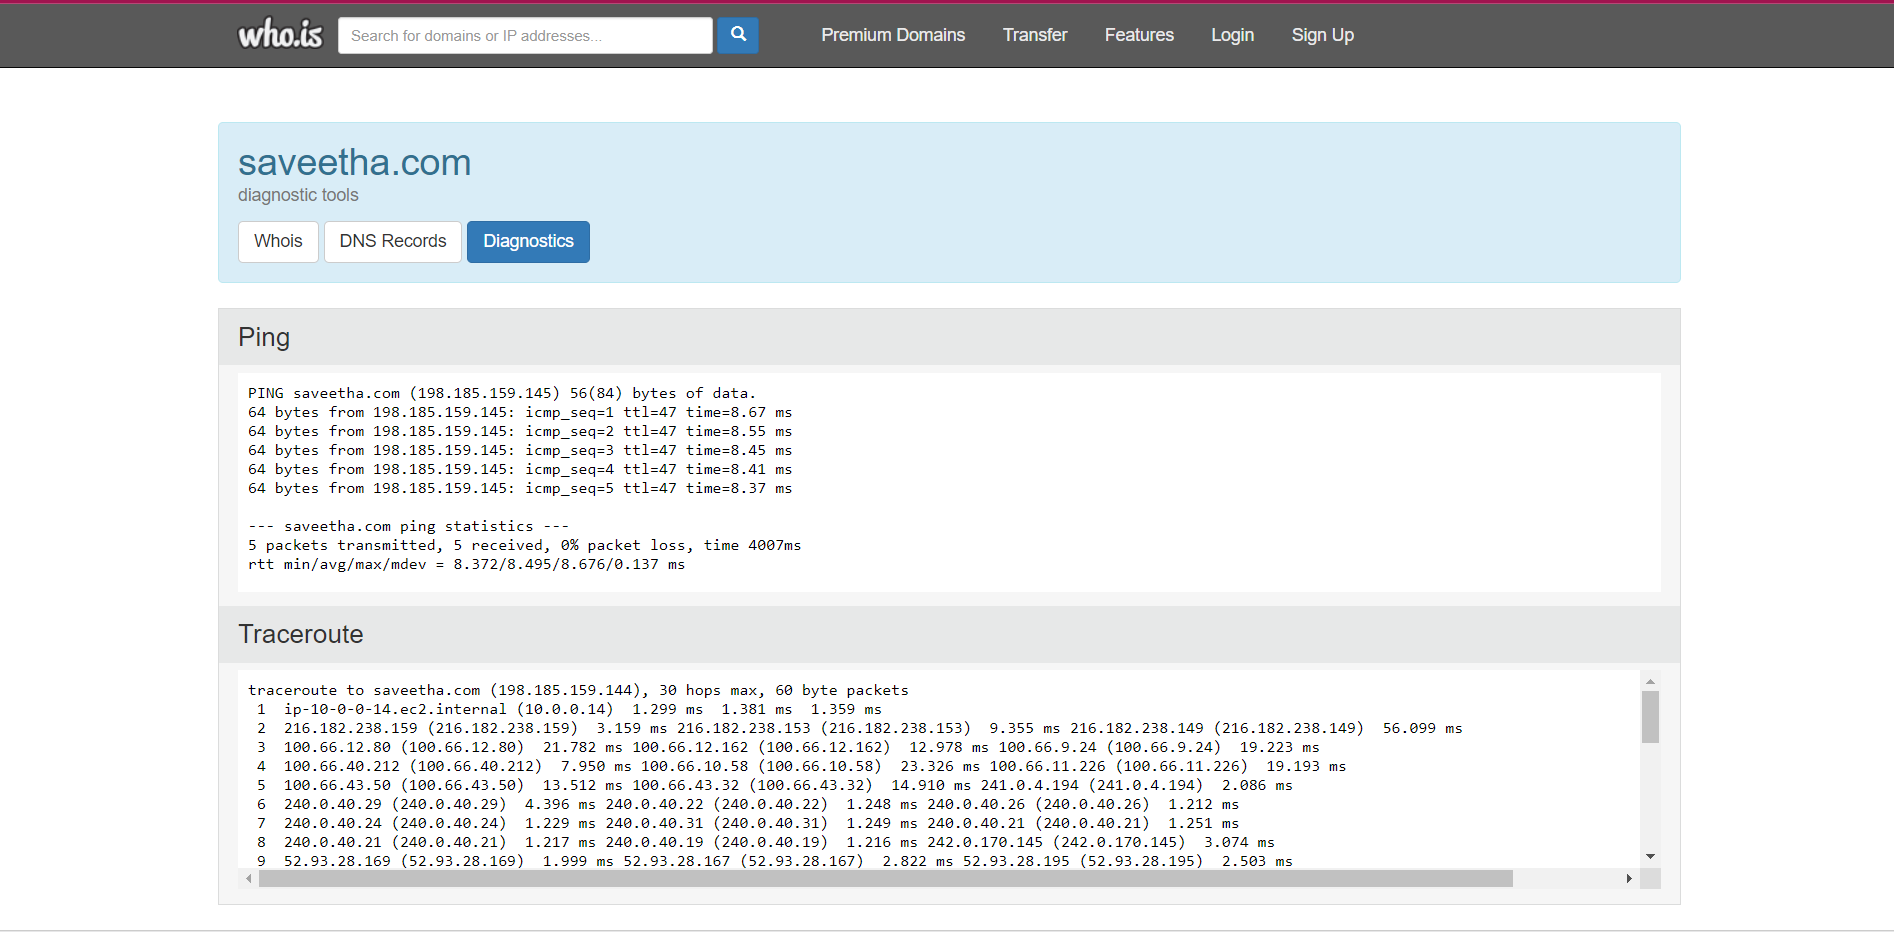 who.is Search for domains or IP addresses... Premium Domains Transfer Features Login Sign Up
saveetha.com
diagnostic tools
Whois DNS Records Diagnostics
Ping
PING saveetha.com (198.185.159.145) 56(84) bytes of data.
64 bytes from 198.185.159.145: icmp_seq=1 ttl=47 time=8.67 ms
64 bytes from 198.185.159.145: icmp_seq=2 ttl=47 time=8.55 ms
64 bytes from 198.185.159.145: icmp_seq=3 ttl=47 time=8.45 ms
64 bytes from 198.185.159.145: icmp_seq=4 ttl=47 time=8.41 ms
64 bytes from 198.185.159.145: icmp_seq=5 ttl=47 time=8.37 ms
--- saveetha.com ping statistics ---
5 packets transmitted, 5 received, 0% packet loss, time 4007ms
rtt min/avg/max/mdev = 8.372/8.495/8.676/0.137 ms
Traceroute
traceroute to saveetha.com (198.185.159.144), 30 hops max, 60 byte packets
1 ip-10-0-0-14.ec2.internal (10.0.0.14) 1.299 ms 1.381 ms 1.359 ms
2 216.182.238.159 (216.182.238.159) 3.159 ms 216.182.238.153 (216.182.238.153) 9.355 ms 216.182.238.149 (216.182.238.149) 56.099 ms
3 100.66.12.80 (100.66.12.80) 21.782 ms 100.66.12.162 (100.66.12.162) 12.978 ms 100.66.9.24 (100.66.9.24) 19.223 ms
4 100.66.40.212 (100.66.40.212) 7.950 ms 100.66.10.58 (100.66.10.58) 23.326 ms 100.66.11.226 (100.66.11.226) 19.193 ms
5 100.66.43.50 (100.66.43.50) 13.512 ms 100.66.43.32 (100.66.43.32) 14.910 ms 241.0.4.194 (241.0.4.194) 2.086 ms
6 240.0.40.29 (240.0.40.29) 4.396 ms 240.0.40.22 (240.0.40.22) 1.248 ms 240.0.40.26 (240.0.40.26) 1.212 ms
7 240.0.40.24 (240.0.40.24) 1.229 ms 240.0.40.31 (240.0.40.31) 1.249 ms 240.0.40.21 (240.0.40.21) 1.251 ms
8 240.0.40.21 (240.0.40.21) 1.217 ms 240.0.40.19 (240.0.40.19) 1.216 ms 242.0.170.145 (242.0.170.145) 3.074 ms
9 52.93.28.169 (52.93.28.169) 1.999 ms 52.93.28.167 (52.93.28.167) 2.822 ms 52.93.28.195 (52.93.28.195) 2.503 ms